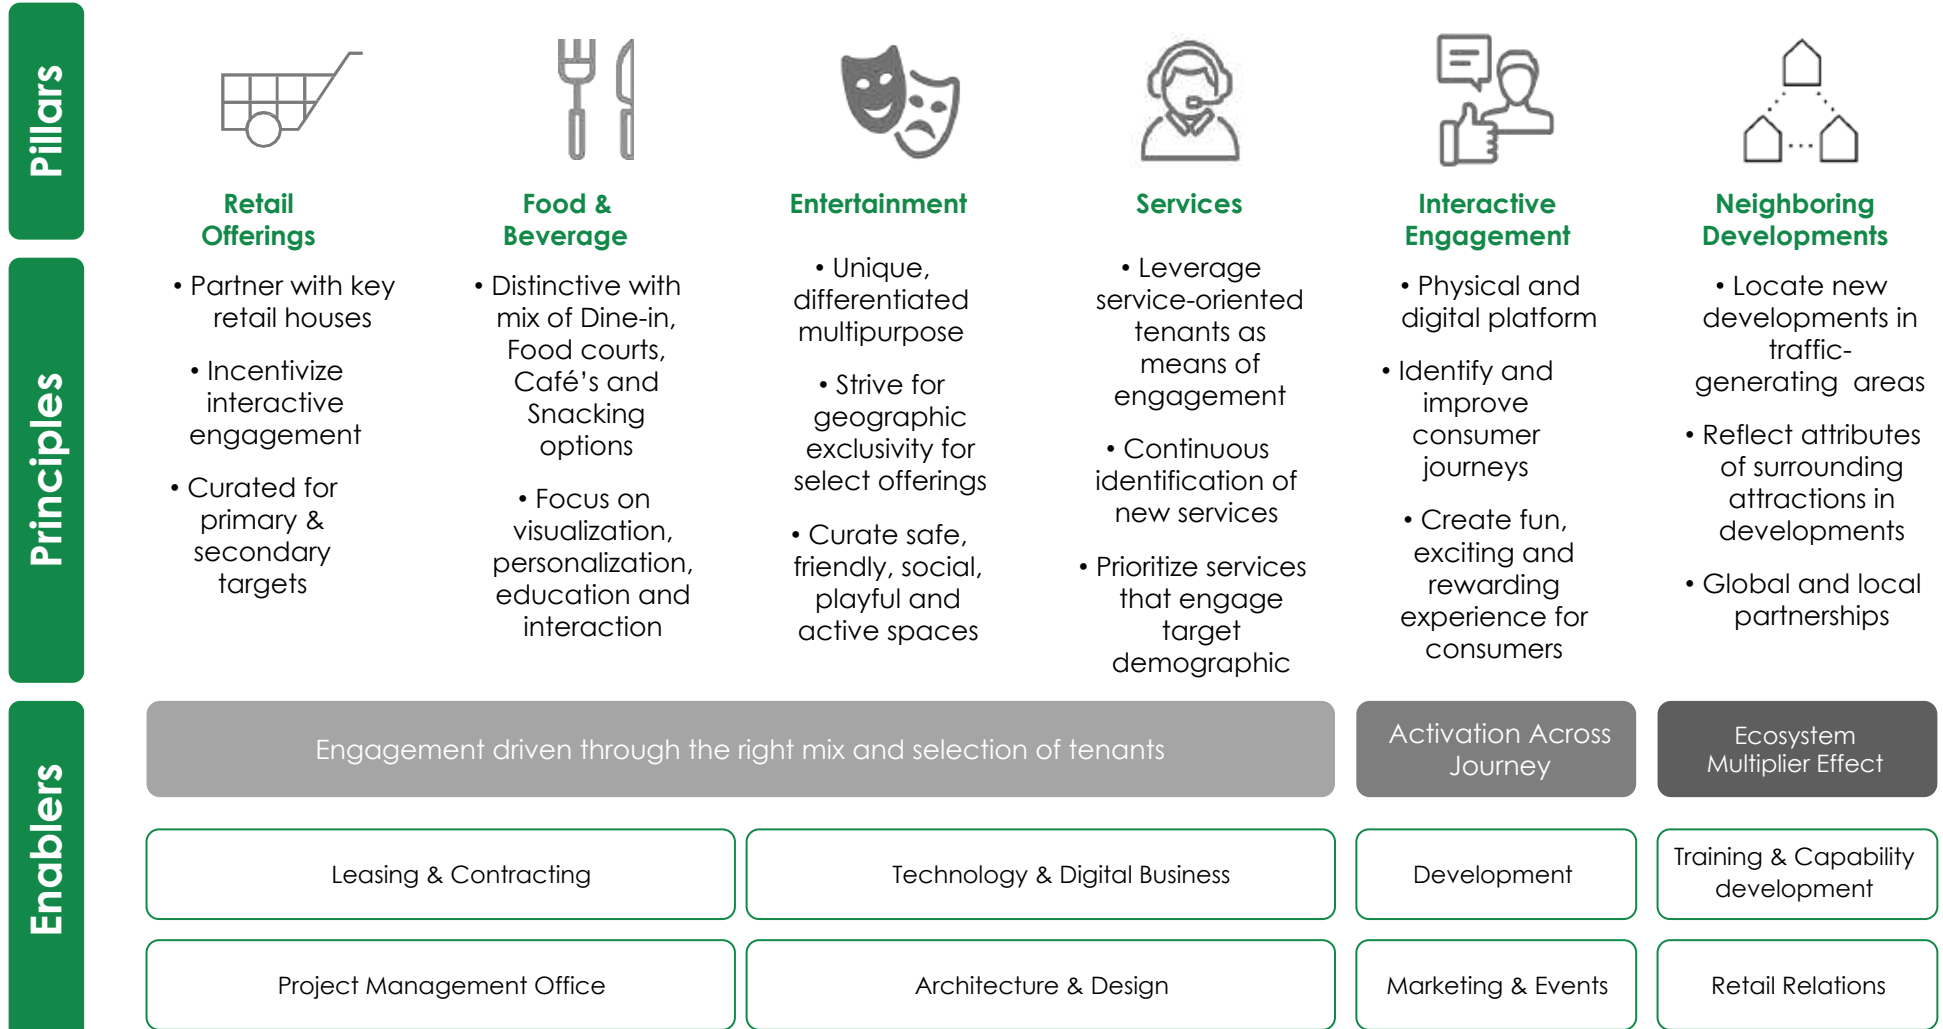 Pillars
Retail
Offerings
Food &
Beverage
Entertainment
Services
Interactive
Engagement
Neighboring
Developments
Principles
• Partner with key
retail houses
• Incentivize
interactive
engagement
• Curated for
primary &
secondary
targets
• Distinctive with
mix of Dine-in,
Food courts,
Café's and
Snacking
options
• Focus on
visualization,
personalization,
education and
interaction
• Unique,
differentiated
multipurpose
• Strive for
geographic
exclusivity for
select offerings
• Curate safe,
friendly, social,
playful and
active spaces
• Leverage
service-oriented
tenants as
means of
engagement
• Continuous
identification of
new services
• Prioritize services
that engage
target
demographic
• Physical and
digital platform
• Identify and
improve
consumer
journeys
• Create fun,
exciting and
rewarding
experience for
consumers
• Locate new
developments in
traffic-
generating  areas
• Reflect attributes
of surrounding
attractions in
developments
• Global and local
partnerships
Enablers
Engagement driven through the right mix and selection of tenants
Activation Across
Journey
Ecosystem
Multiplier Effect
Leasing & Contracting
Technology & Digital Business
Development
Training & Capability
development
Project Management Office
Architecture & Design
Marketing & Events
Retail Relations